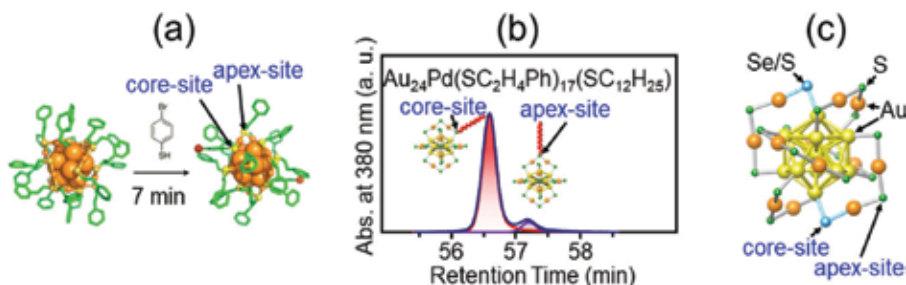 (a)
Br
SH
7 min
core-site
apex-site
(b)
Au24Pd(SC2H4Ph)17(SC12H25)
core-site
apex-site
Abs. at 380 nm (a. u.)
56
57
58
Retention Time (min)
(c)
Se/S
S
Au
core-site
apex-site